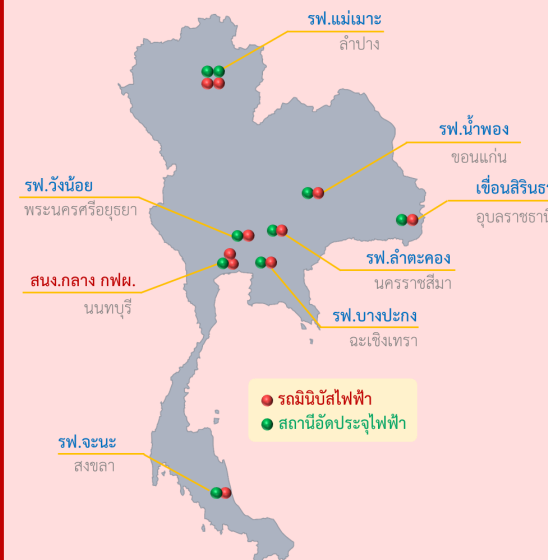 รฟ.แม่เมาะ
ลำปาง
รฟ.น้ำพอง
ขอนแก่น
รฟ.วังน้อย
พระนครศรีอยุธยา
เขื่อนสิรินธร
อุบลราชธานี
รฟ.ลำตะคอง
นครราชสีมา
สนง.กลาง กฟผ.
นนทบุรี
รฟ.บางปะกง
ฉะเชิงเทรา
รถมินิบัสไฟฟ้า
สถานีอัดประจุไฟฟ้า
รฟ.จะนะ
สงขลา